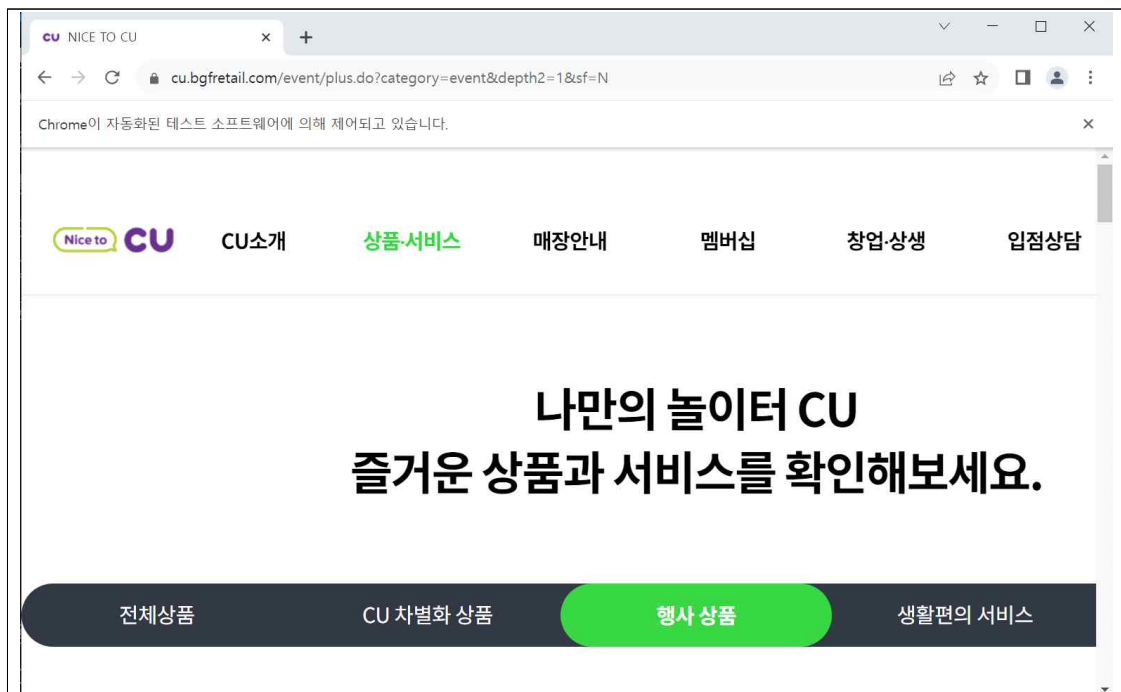 CU NICE TO CU
cu.bgfretail.com/event/plus.do?category=event&depth2=1&sf=N
Chrome이 자동화된 테스트 소프트웨어에 의해 제어되고 있습니다.
Nice to CU CU소개 상품·서비스 매장안내 멤버십 창업·상생 입점상담
나만의 놀이터 CU
즐거운 상품과 서비스를 확인해보세요.
전체상품 CU 차별화 상품 행사 상품 생활편의 서비스